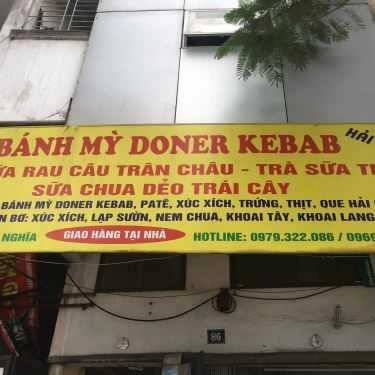 BÁNH MỲ DONER KEBAB HẢI
RAU CÂU TRÂN CHÂU - TRÀ SỮA
SỮA CHUA DẺO TRÁI CÂY
BÁNH MỲ DONER KEBAB, PATÊ, XÚC XÍCH, TRỨNG, THỊT, QUE HẢI
BƠ: XÚC XÍCH, LẠP SƯỜN, NEM CHUA, KHOAI TÂY, KHOAI LANG
NGHĨA GIAO HÀNG TẠI NHÀ HOTLINE: 0979.322.086 / 0969
86